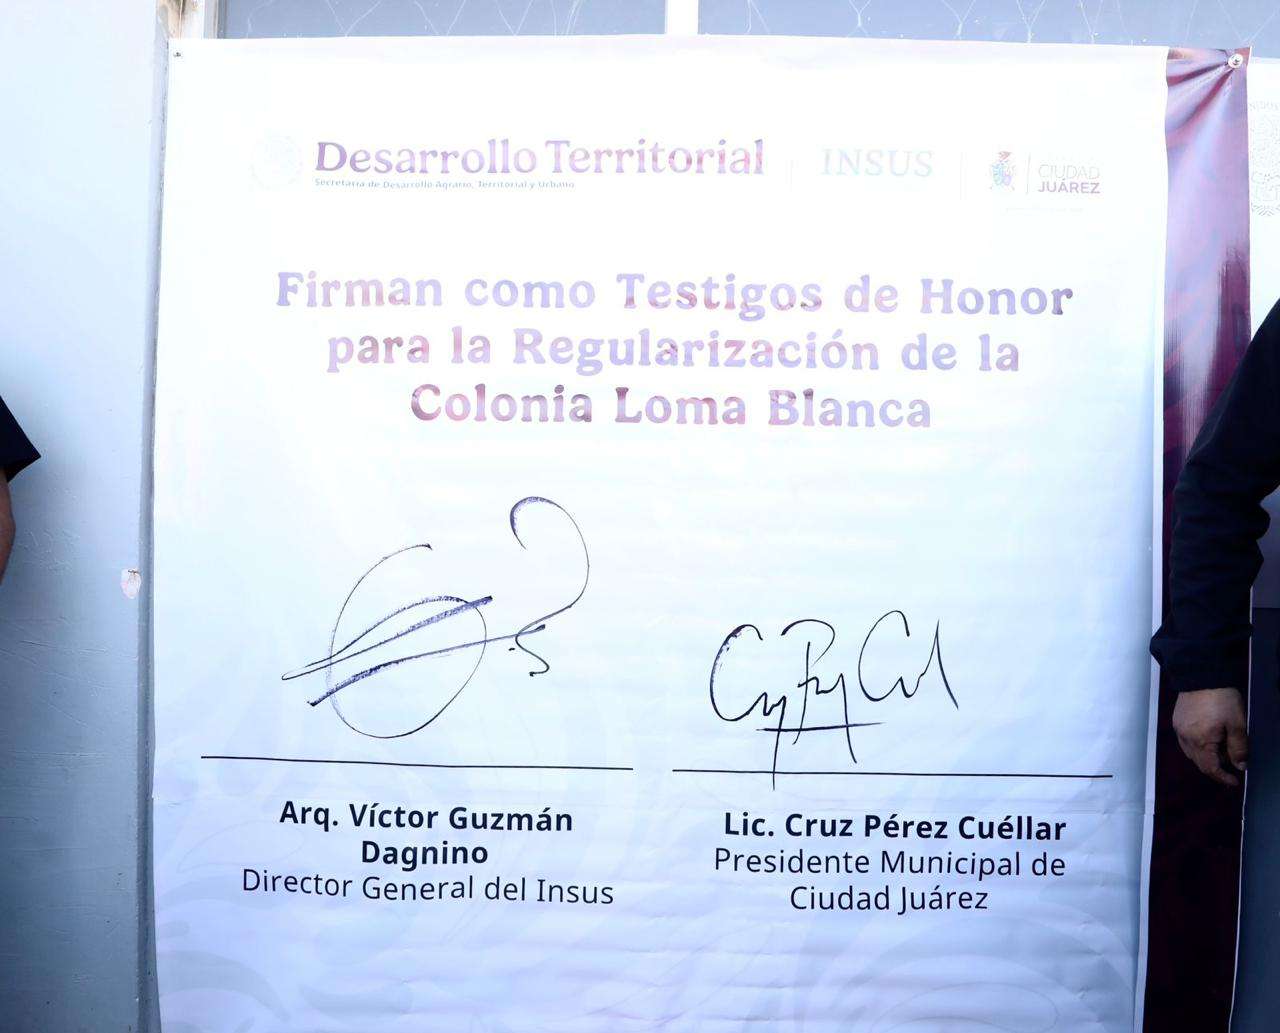 Desarrollo Territorial
Secretaría de Desarrollo Agrario, Territorial y Urbano
INSUS
CIUDAD
JUÁREZ
Firman como Testigos de Honor
para la Regularización de la
Colonia Loma Blanca
Arq. Víctor Guzmán
Dagnino
Director General del Insus
Lic. Cruz Pérez Cuéllar
Presidente Municipal de
Ciudad Juárez